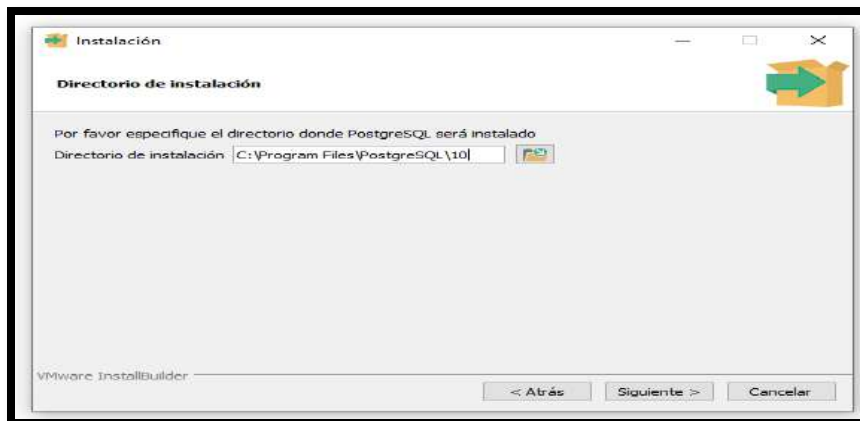 Instalación
Directorio de instalación
Por favor especifique el directorio donde PostgreSQL será instalado
Directorio de instalación C:\Program Files\PostgreSQL\10
VMware InstallBuilder
< Atrás Siguiente > Cancelar